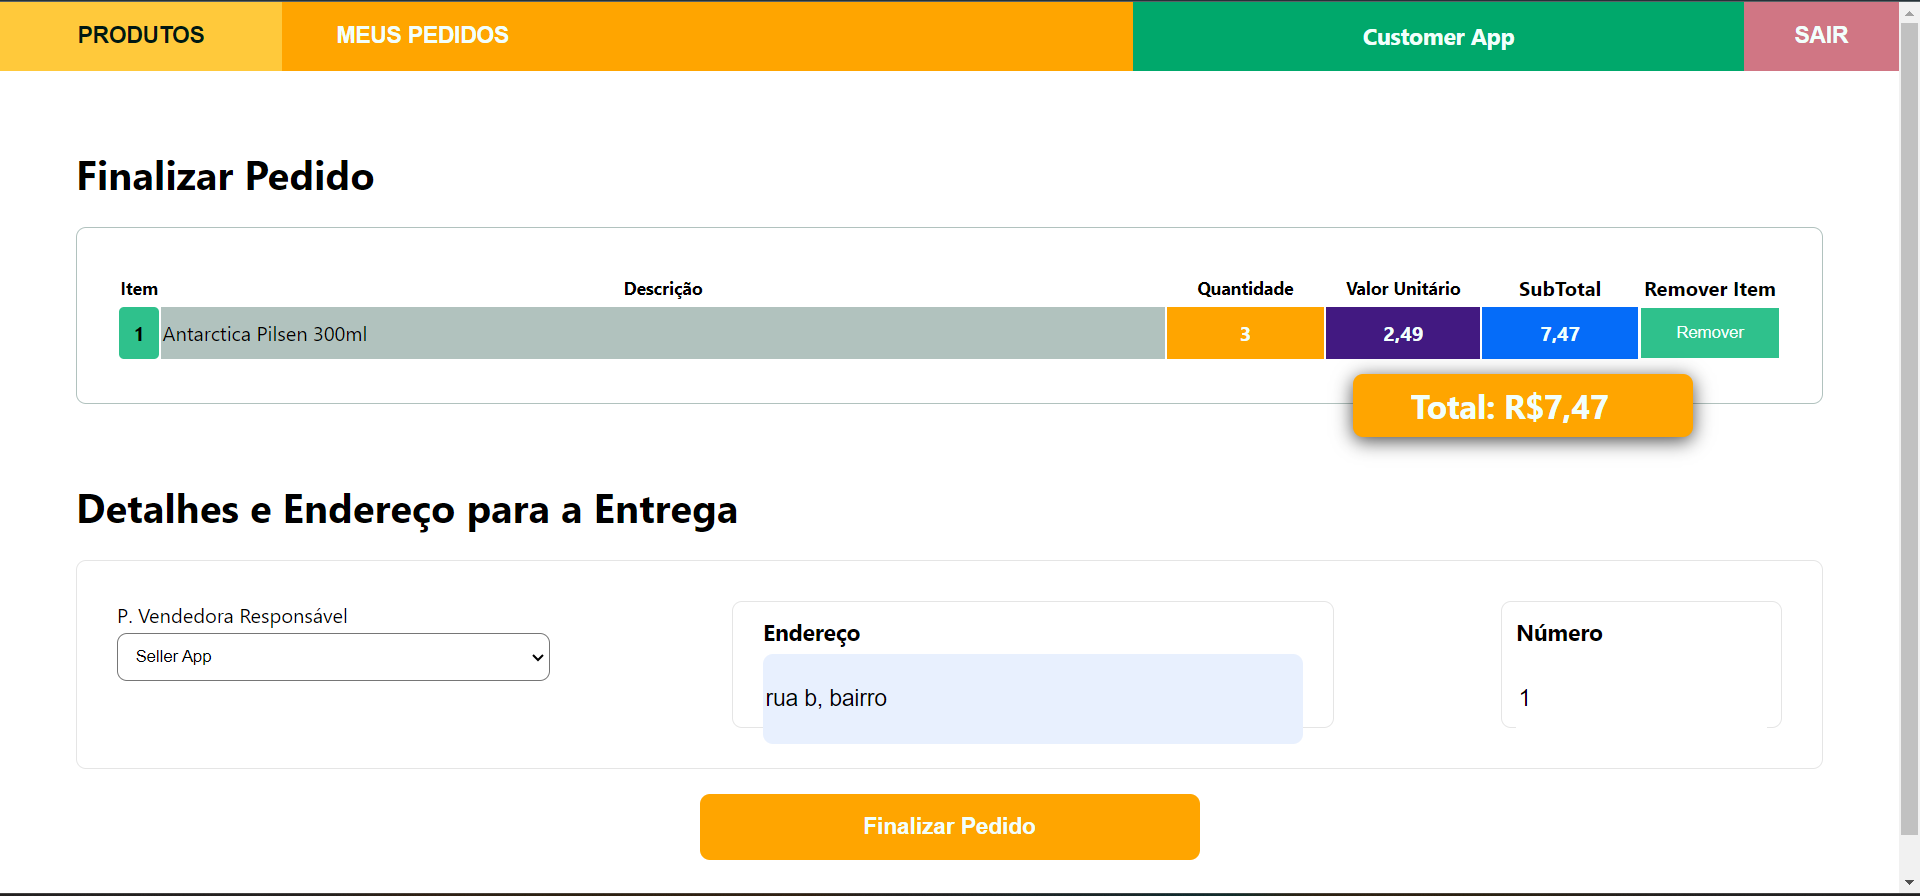 PRODUTOS MEUS PEDIDOS Customer App SAIR
Finalizar Pedido
Item Descrição Quantidade Valor Unitário SubTotal Remover Item
1 Antarctica Pilsen 300ml 3 2,49 7,47 Remover
Total: R$7,47
Detalhes e Endereço para a Entrega
P. Vendedora Responsável
Seller App
Endereço
rua b, bairro
Número
1
Finalizar Pedido